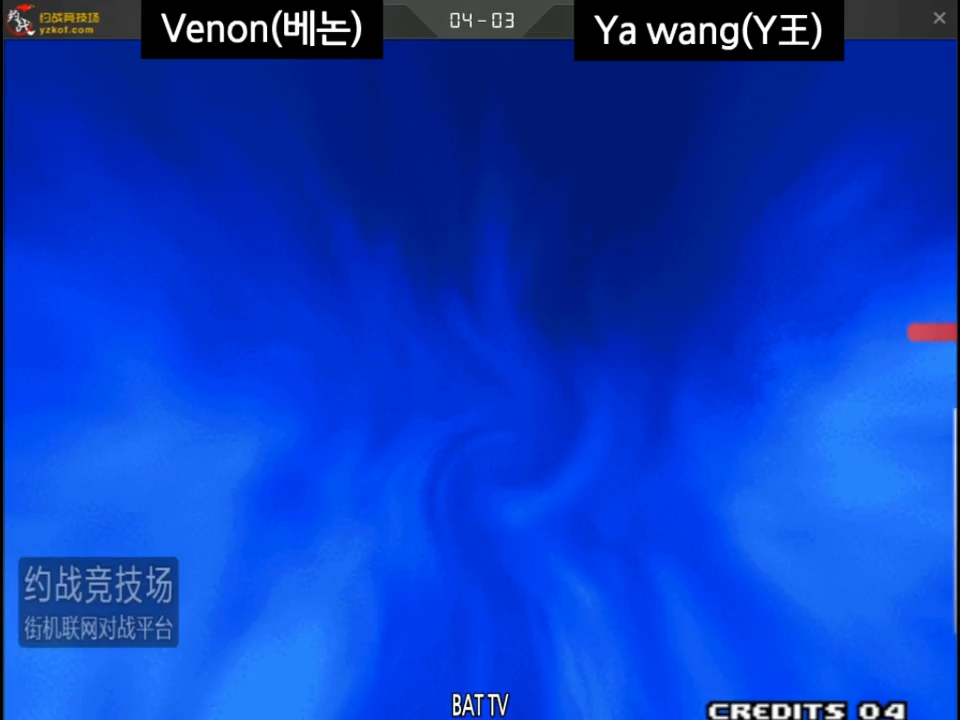 约战竞技场
yzkof.com
Venon(베논)
04-03
Ya wang(Y王)
约战竞技场
街机联网对战平台
BAT TV
CREDITS 04